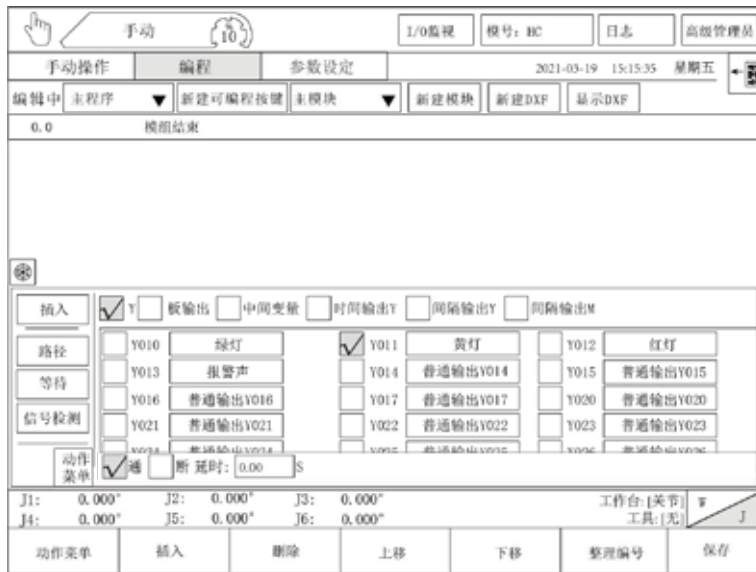 手动 10 I/O监视 模号：HC 日志 高级管理员
手动操作 编程 参数设定 2021-03-19 15:15:35 星期五
编辑中 主程序 新建可编程按键 主模块 新建模块 新建DXF 显示DXF
0.0 模组结束
插入 Y 板输出 中间变量 时间输出Y 间隔输出Y 间隔输出M
路径 Y010 绿灯 Y011 黄灯 Y012 红灯
等待 Y013 报警声 Y014 普通输出Y014 Y015 普通输出Y015
Y016 普通输出Y016 Y017 普通输出Y017 Y020 普通输出Y020
信号检测 Y021 普通输出Y021 Y022 普通输出Y022 Y023 普通输出Y023
动作菜单 通 断 延时: 0.00 S
J1: 0.000° J2: 0.000° J3: 0.000° 工作台:[关节]
J4: 0.000° J5: 0.000° J6: 0.000° 工具:[无] J
动作菜单 插入 删除 上移 下移 整理编号 保存